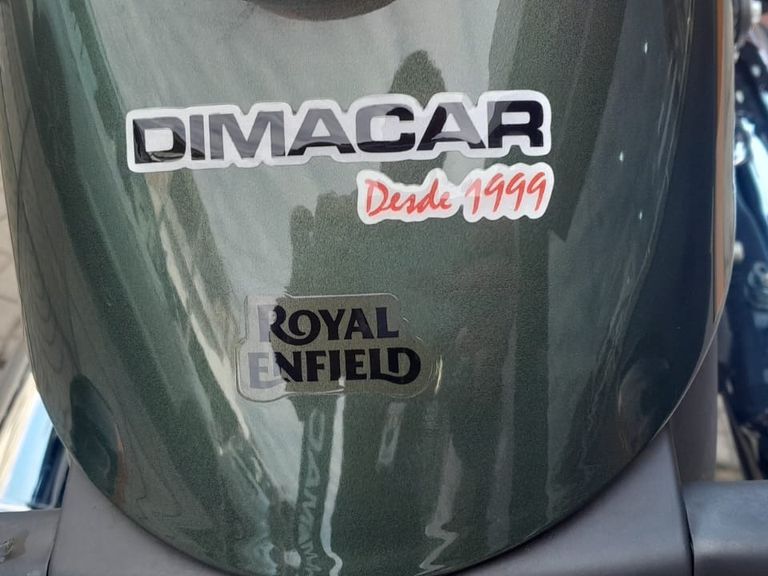 DIMACAR
Desde 1999
ROYAL
ENFIELD